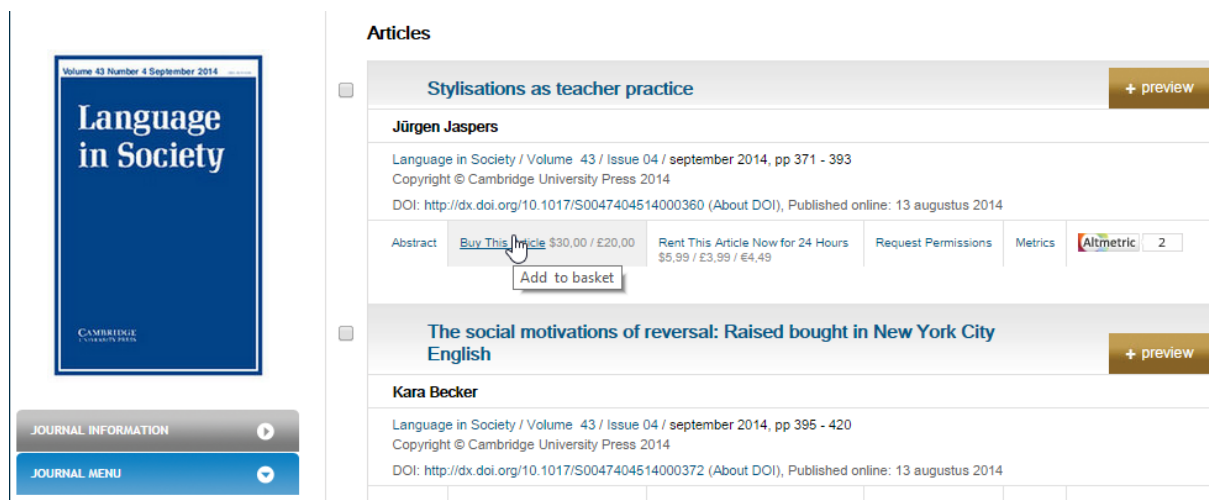 Articles
Volume 43 Number 4 September 2014
Language
in Society
CAMBRIDGE
UNIVERSITY PRESS
JOURNAL INFORMATION
JOURNAL MENU
Stylisations as teacher practice
+ preview
Jürgen Jaspers
Language in Society / Volume 43 / Issue 04 / september 2014, pp 371 - 393
Copyright © Cambridge University Press 2014
DOI: http://dx.doi.org/10.1017/S0047404514000360 (About DOI), Published online: 13 augustus 2014
Abstract
Buy This Article $30,00 / £20,00
Rent This Article Now for 24 Hours
$5,99 / £3,99 / €4,49
Request Permissions
Metrics
Altmetric 2
Add to basket
The social motivations of reversal: Raised bought in New York City
English
+ preview
Kara Becker
Language in Society / Volume 43 / Issue 04 / september 2014, pp 395 - 420
Copyright © Cambridge University Press 2014
DOI: http://dx.doi.org/10.1017/S0047404514000372 (About DOI), Published online: 13 augustus 2014